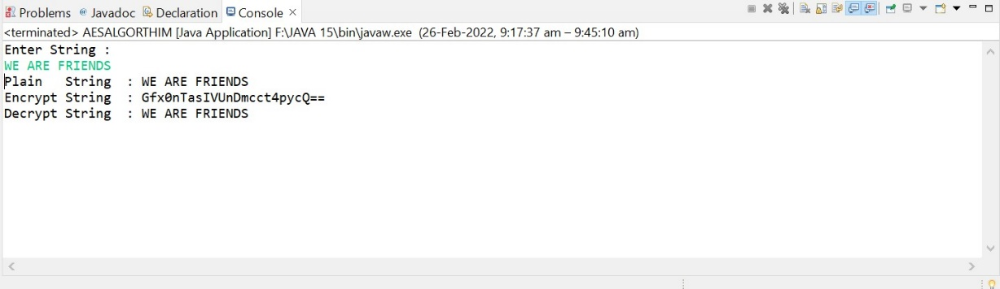 Problems @ Javadoc Declaration Console ×
<terminated> AESALGORTHIM [Java Application] F:\JAVA 15\bin\javaw.exe (26-Feb-2022, 9:17:37 am – 9:45:10 am)
Enter String :
WE ARE FRIENDS
Plain   String  : WE ARE FRIENDS
Encrypt String  : Gfx0nTasIVUnDmcct4pycQ==
Decrypt String  : WE ARE FRIENDS